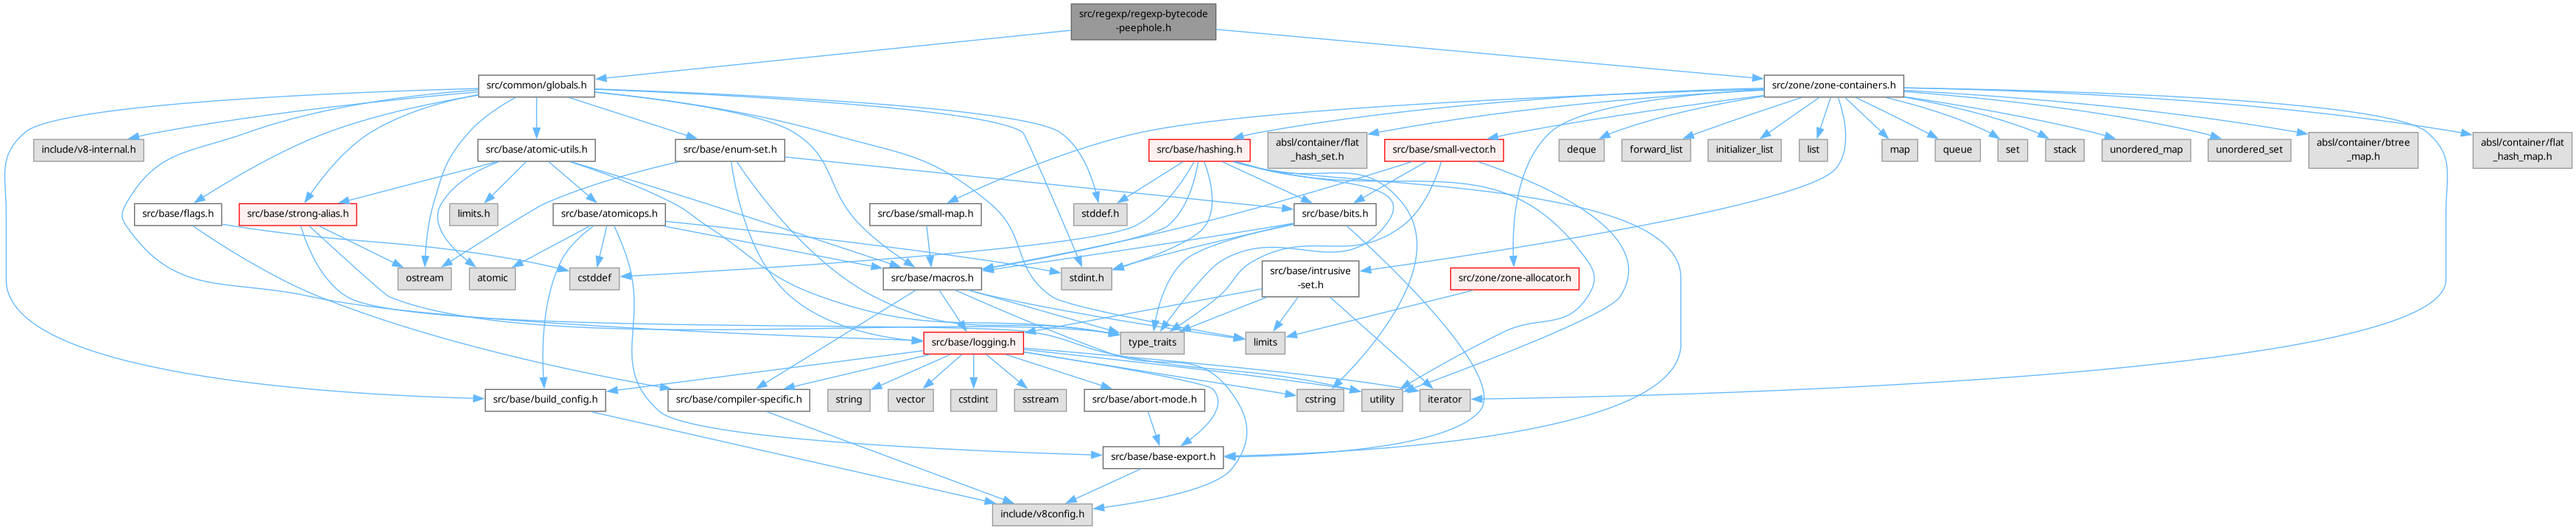 src/regexp/regexp-bytecode
-peephole.h
src/common/globals.h
src/zone/zone-containers.h
include/v8-internal.h
src/base/atomic-utils.h
src/base/enum-set.h
src/base/hashing.h
absl/container/flat
_hash_set.h
src/base/small-vector.h
deque
forward_list
initializer_list
list
map
queue
set
stack
unordered_map
unordered_set
absl/container/btree
_map.h
absl/container/flat
_hash_map.h
src/base/flags.h
src/base/strong-alias.h
limits.h
src/base/atomicops.h
src/base/small-map.h
stddef.h
src/base/bits.h
ostream
atomic
cstddef
src/base/macros.h
stdint.h
src/base/intrusive
-set.h
src/zone/zone-allocator.h
src/base/logging.h
type_traits
limits
src/base/build_config.h
src/base/compiler-specific.h
string
vector
cstdint
sstream
src/base/abort-mode.h
cstring
utility
iterator
src/base/base-export.h
include/v8config.h